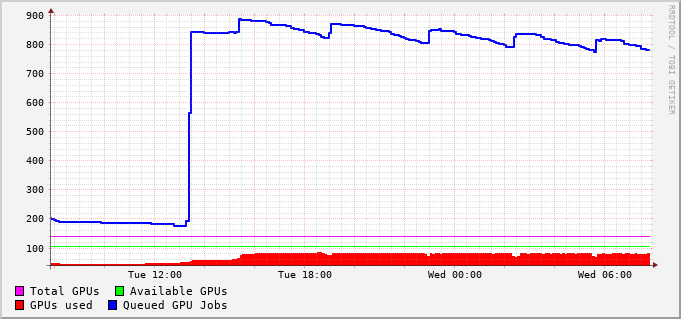 900
800
700
600
500
400
300
200
100
Tue 12:00 Tue 18:00 Wed 00:00 Wed 06:00
Total GPUs Available GPUs
GPUs used Queued GPU Jobs
RRDTOOL / TOBI OETIKER